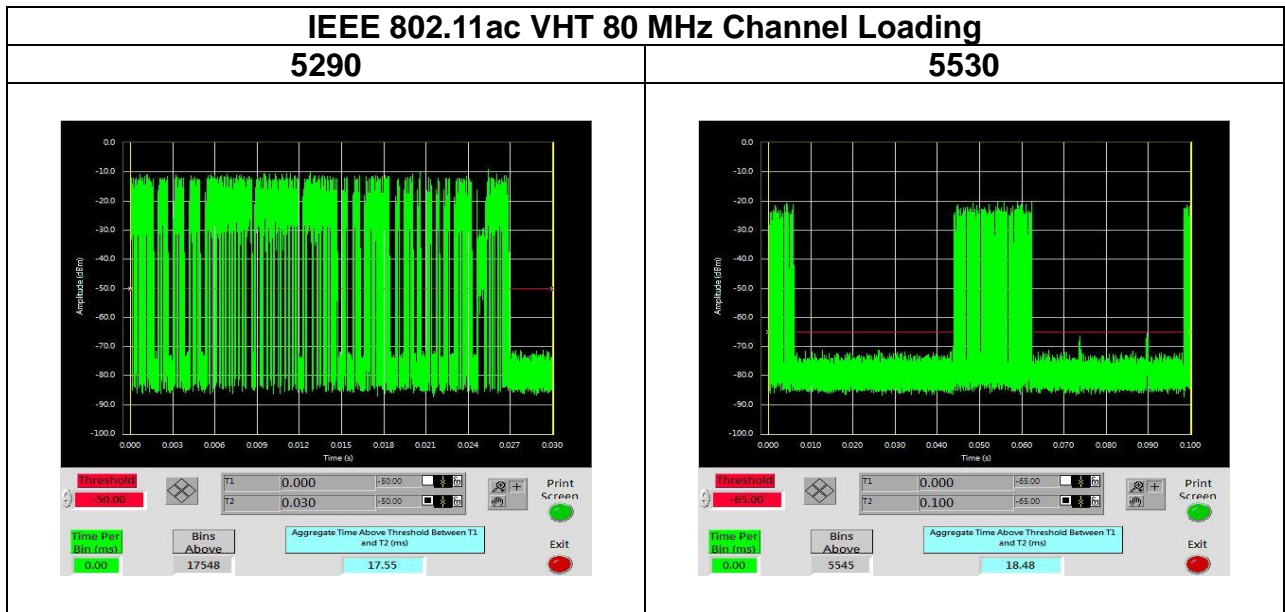 IEEE 802.11ac VHT 80 MHz Channel Loading
5290
5530
0.0
-10.0
-20.0
-30.0
-40.0
-50.0
-60.0
-70.0
-80.0
-90.0
-100.0
Amplitude (dBm)
0.000 0.003 0.006 0.009 0.012 0.015 0.018 0.021 0.024 0.027 0.030
Time (s)
Threshold
-50.00
T1 0.000 -50.00
T2 0.030 -50.00
Print
Screen
Time Per
Bin (ms)
0.00
Bins
Above
17548
Aggregate Time Above Threshold Between T1
and T2 (ms)
17.55
Exit
0.0
-10.0
-20.0
-30.0
-40.0
-50.0
-60.0
-70.0
-80.0
-90.0
-100.0
Amplitude (dBm)
0.000 0.010 0.020 0.030 0.040 0.050 0.060 0.070 0.080 0.090 0.100
Time (s)
Threshold
-65.00
T1 0.000 -65.00
T2 0.100 -65.00
Print
Screen
Time Per
Bin (ms)
0.00
Bins
Above
5545
Aggregate Time Above Threshold Between T1
and T2 (ms)
18.48
Exit